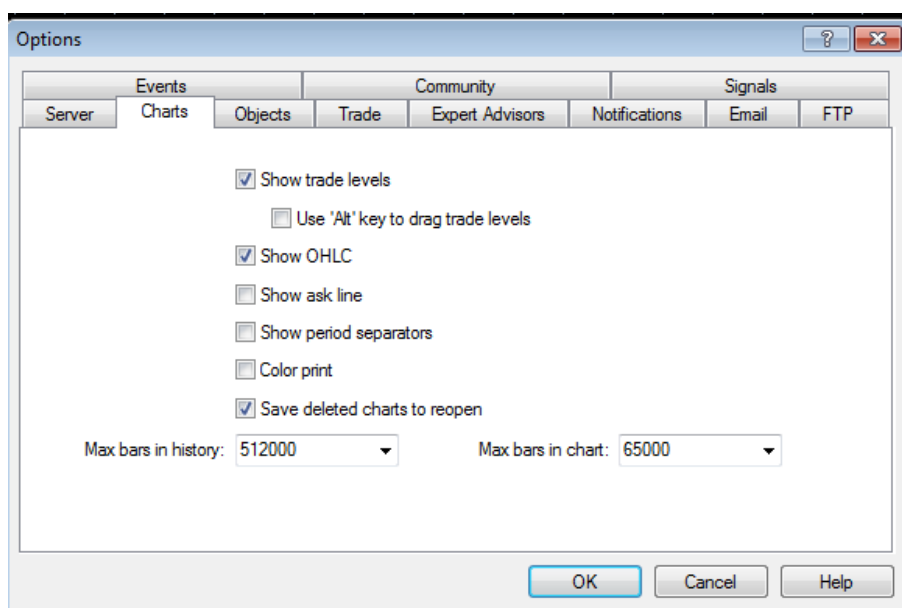 Options
Events Community Signals
Server Charts Objects Trade Expert Advisors Notifications Email FTP
Show trade levels
Use 'Alt' key to drag trade levels
Show OHLC
Show ask line
Show period separators
Color print
Save deleted charts to reopen
Max bars in history: 512000 Max bars in chart: 65000
OK Cancel Help